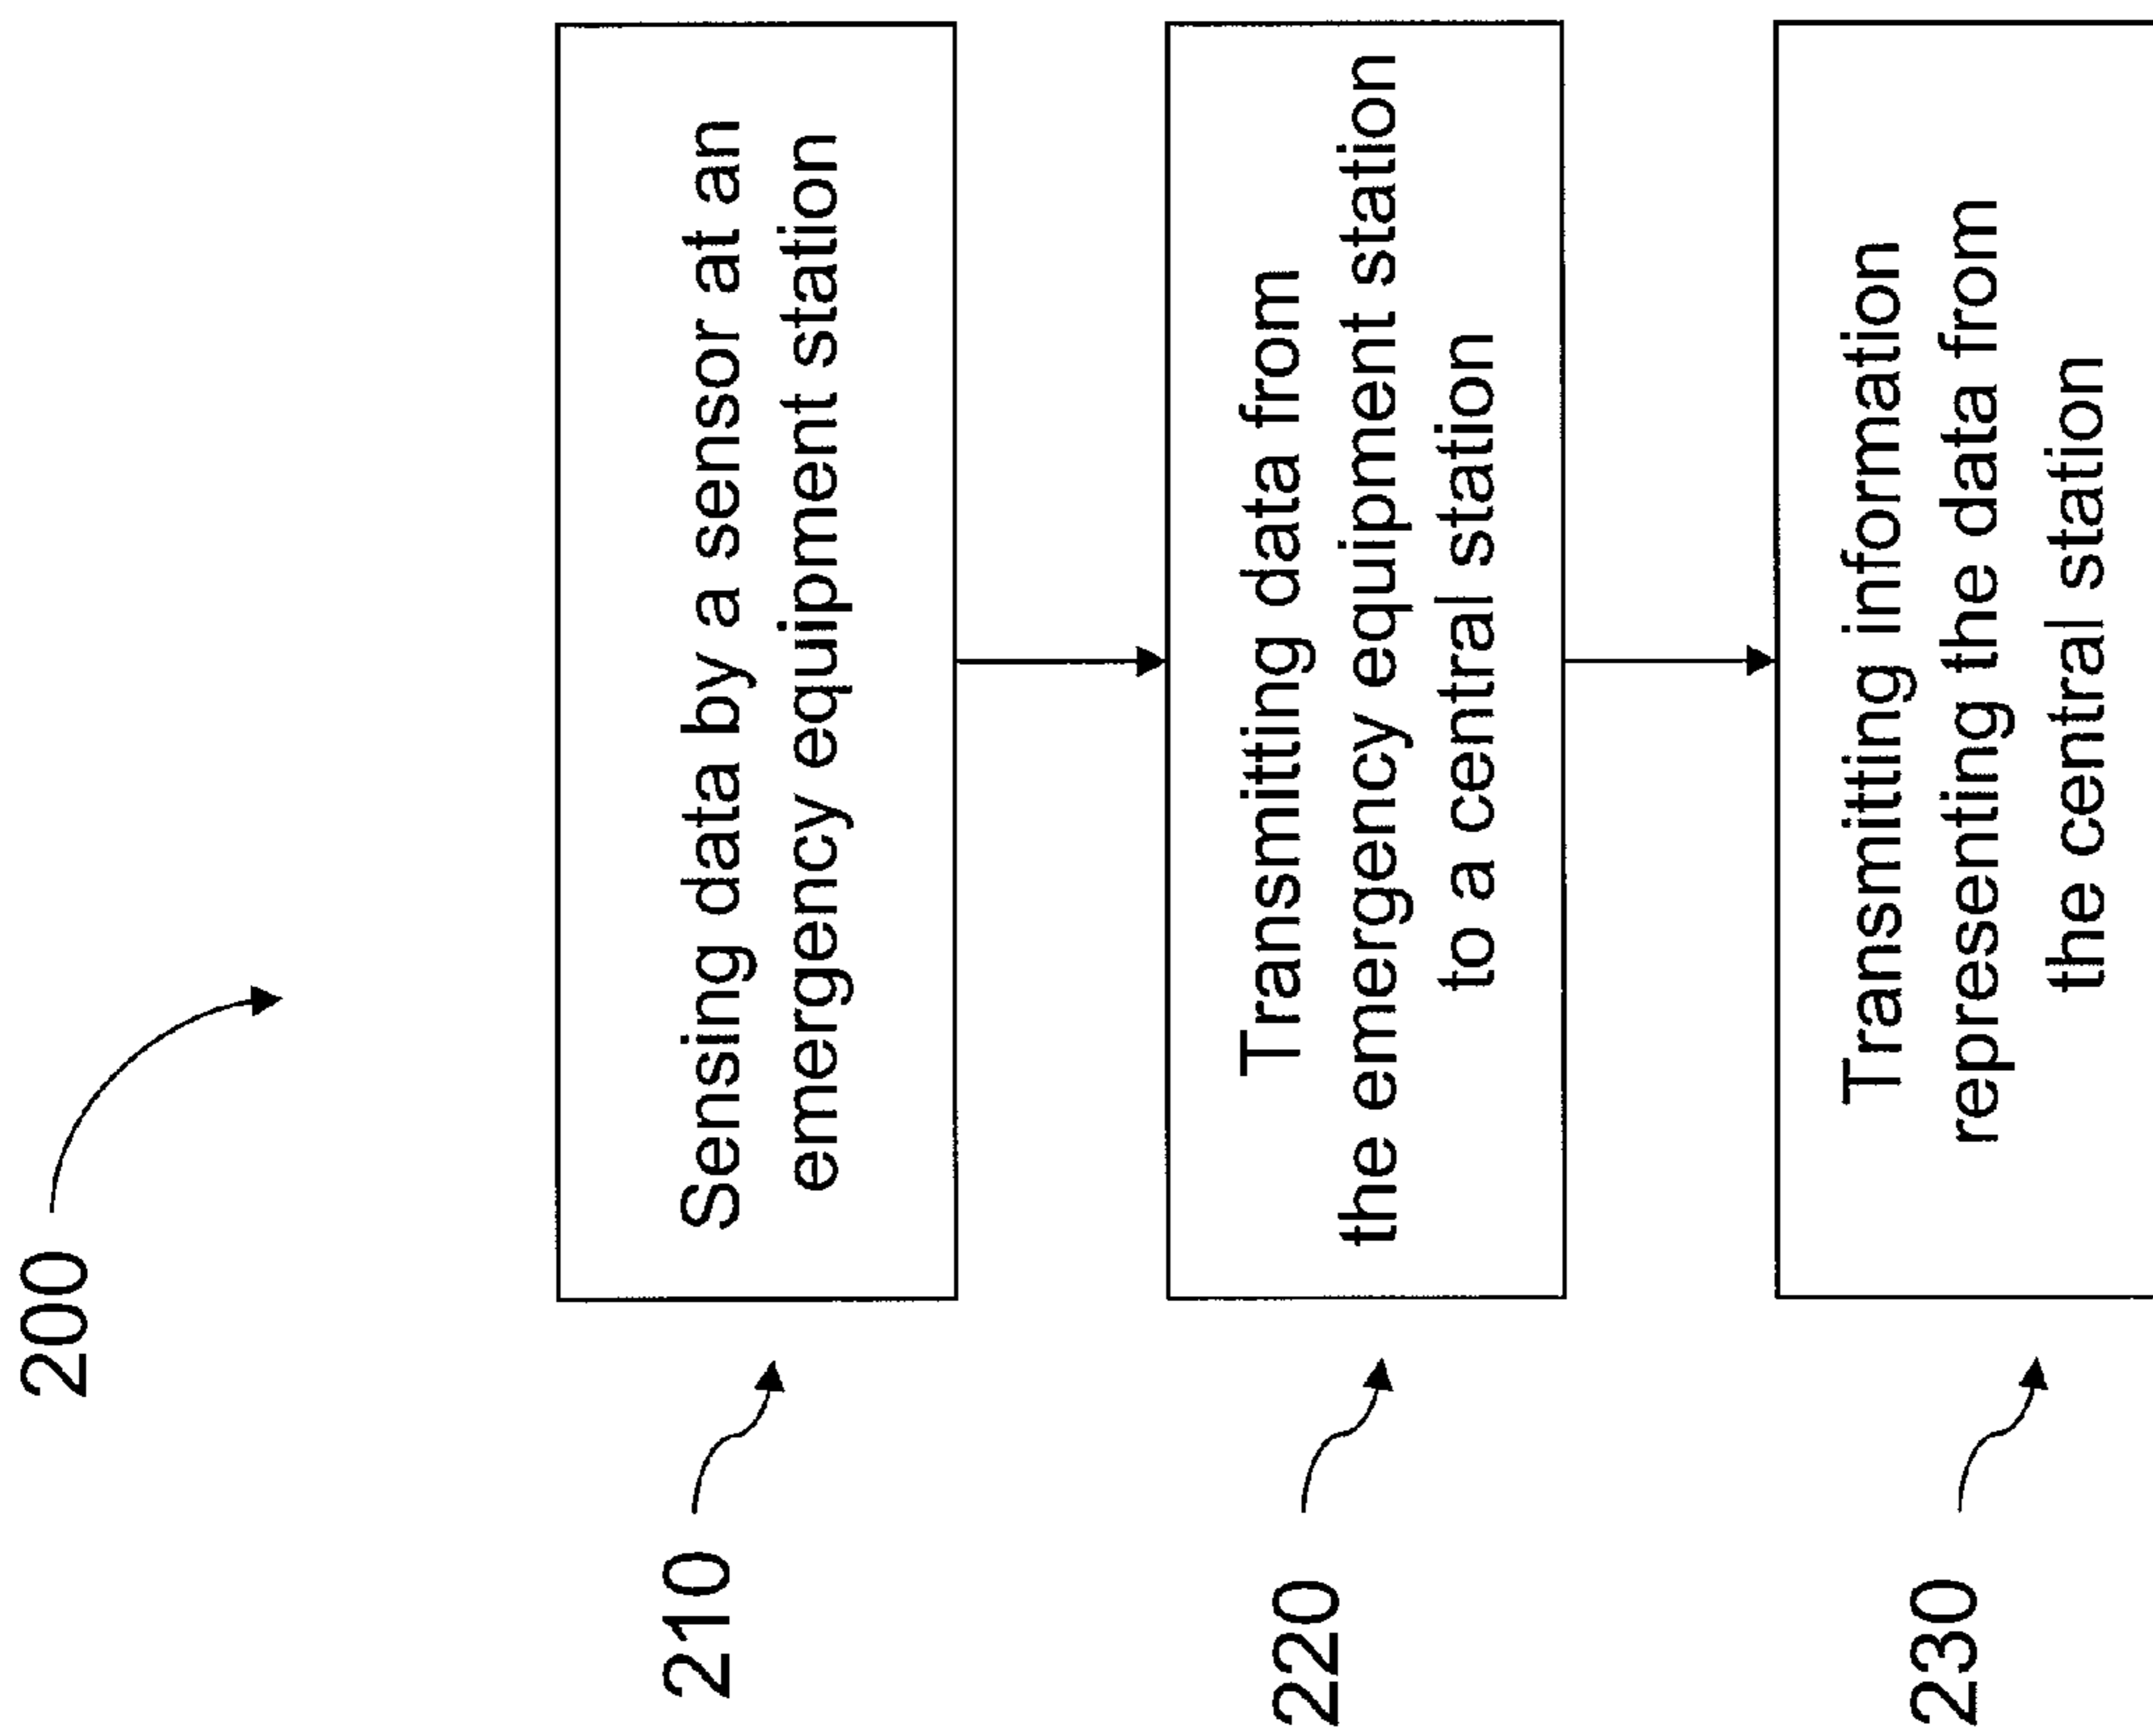 200
210
Sensing data by a sensor at an
emergency equipment station
220
Transmitting data from
the emergency equipment station
to a central station
230
Transmitting information
representing the data from
the central station